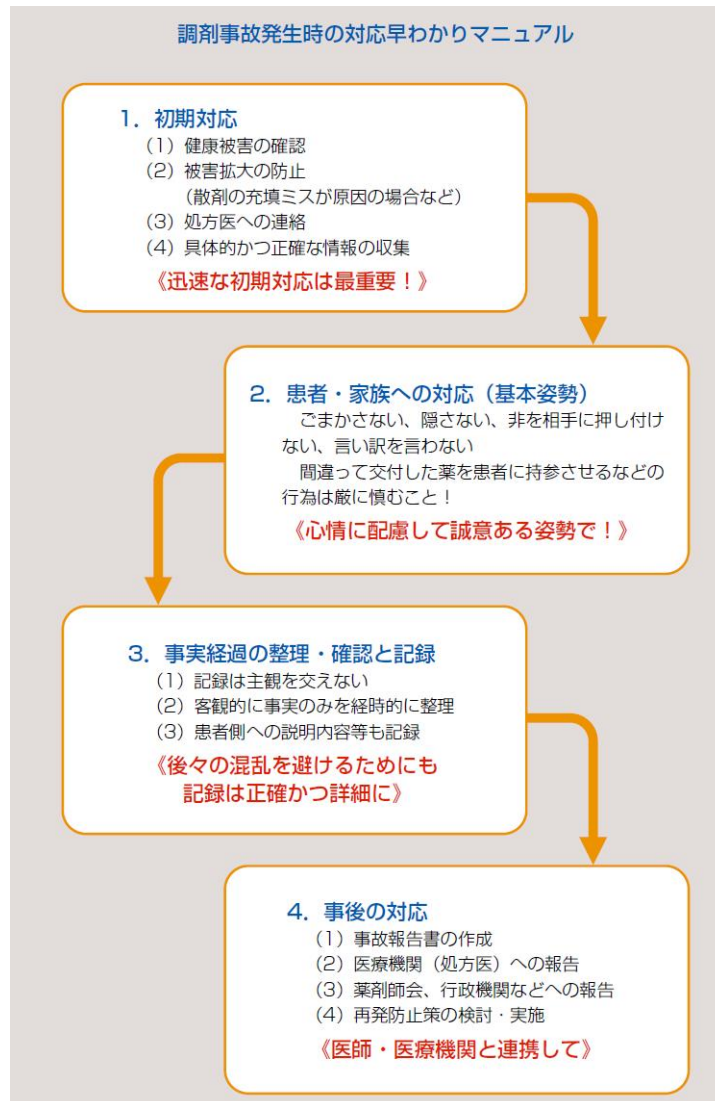 調剤事故発生時の対応早わかりマニュアル
1. 初期対応
(1) 健康被害の確認
(2) 被害拡大の防止
(散剤の充填ミスが原因の場合など)
(3) 処方医への連絡
(4) 具体的かつ正確な情報の収集
《迅速な初期対応は最重要！》
2. 患者・家族への対応（基本姿勢）
ごまかさない、隠さない、非を相手に押し付け
ない、言い訳を言わない
間違って交付した薬を患者に持参させるなどの
行為は厳に慎むこと！
《心情に配慮して誠意ある姿勢で！》
3. 事実経過の整理・確認と記録
(1) 記録は主観を交えない
(2) 客観的に事実のみを経時的に整理
(3) 患者側への説明内容等も記録
《後々の混乱を避けるためにも
記録は正確かつ詳細に》
4. 事後の対応
(1) 事故報告書の作成
(2) 医療機関（処方医）への報告
(3) 薬剤師会、行政機関などへの報告
(4) 再発防止策の検討・実施
《医師・医療機関と連携して》